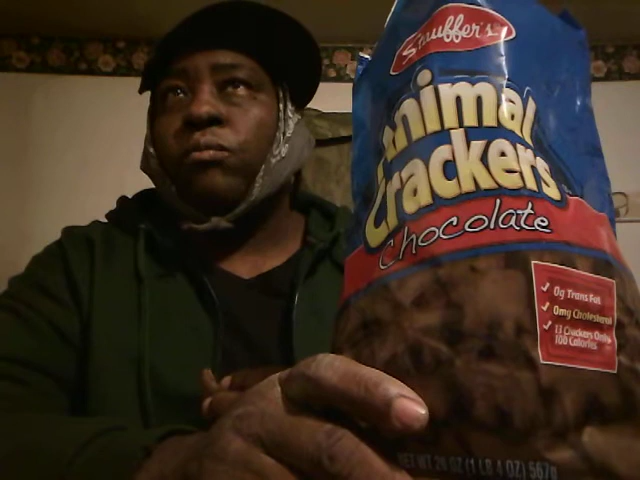 Stauffer's
Animal
Crackers
Chocolate
✓ 0g Trans Fat
✓ 0mg Cholesterol
✓ 13 Crackers Only
100 Calories
NET WT 20 OZ (1 LB 4 OZ) 567g